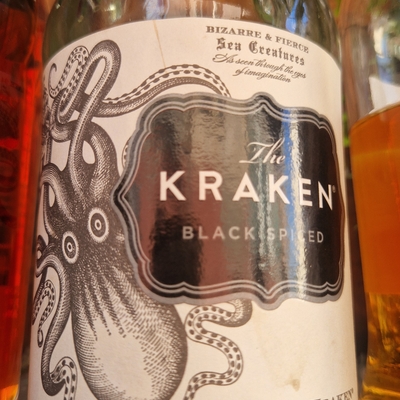 BIZARRE & FIERCE
Sea Creatures
As seen through the eyes
of imagination
The
KRAKEN®
BLACK SPICED